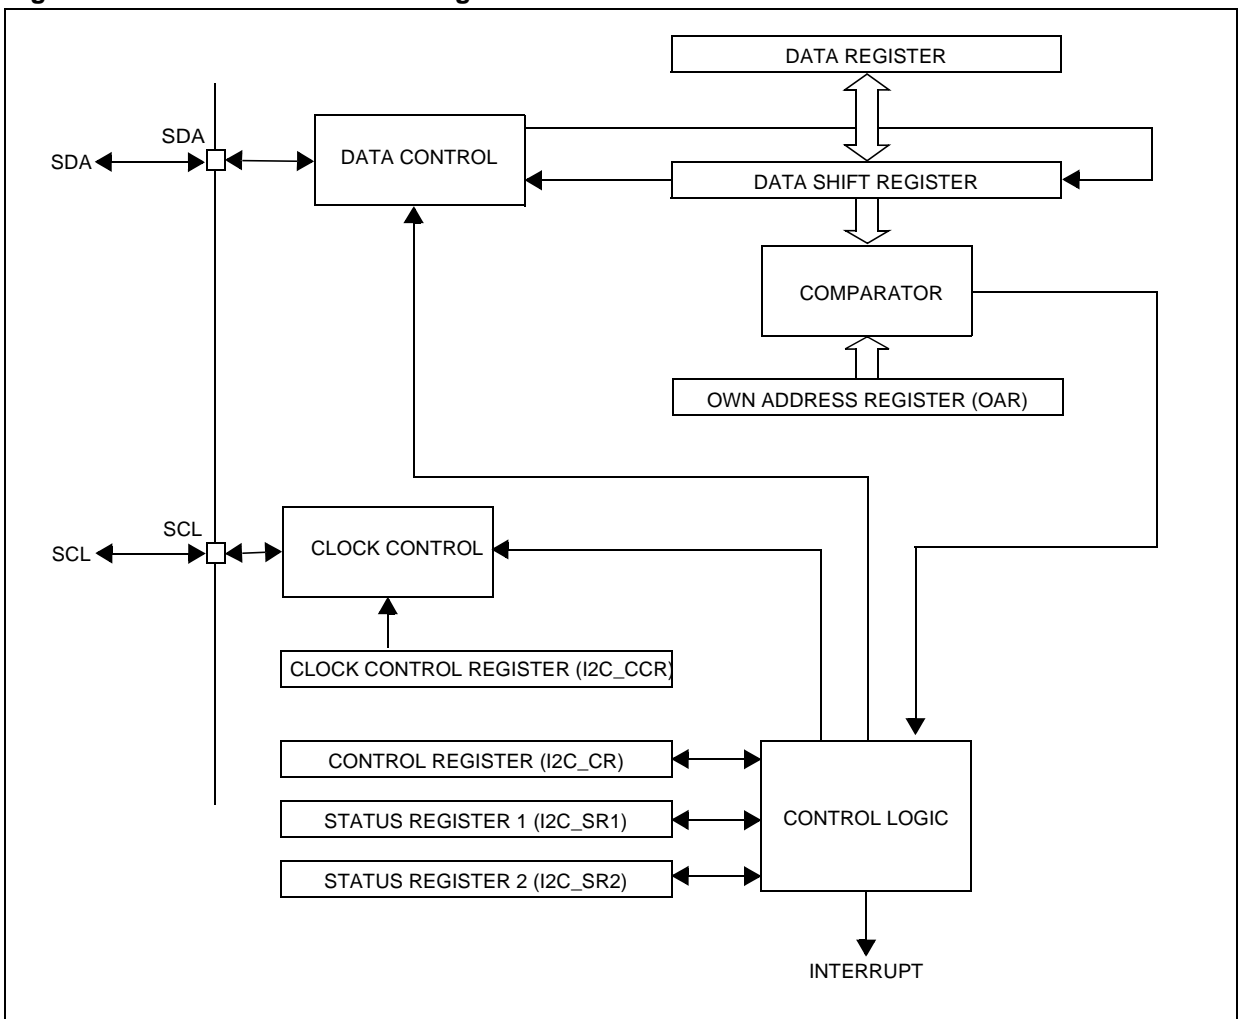 DATA REGISTER
SDA
SDA
DATA CONTROL
DATA SHIFT REGISTER
COMPARATOR
OWN ADDRESS REGISTER (OAR)
SCL
SCL
CLOCK CONTROL
CLOCK CONTROL REGISTER (I2C_CCR)
CONTROL REGISTER (I2C_CR)
STATUS REGISTER 1 (I2C_SR1)
CONTROL LOGIC
STATUS REGISTER 2 (I2C_SR2)
INTERRUPT